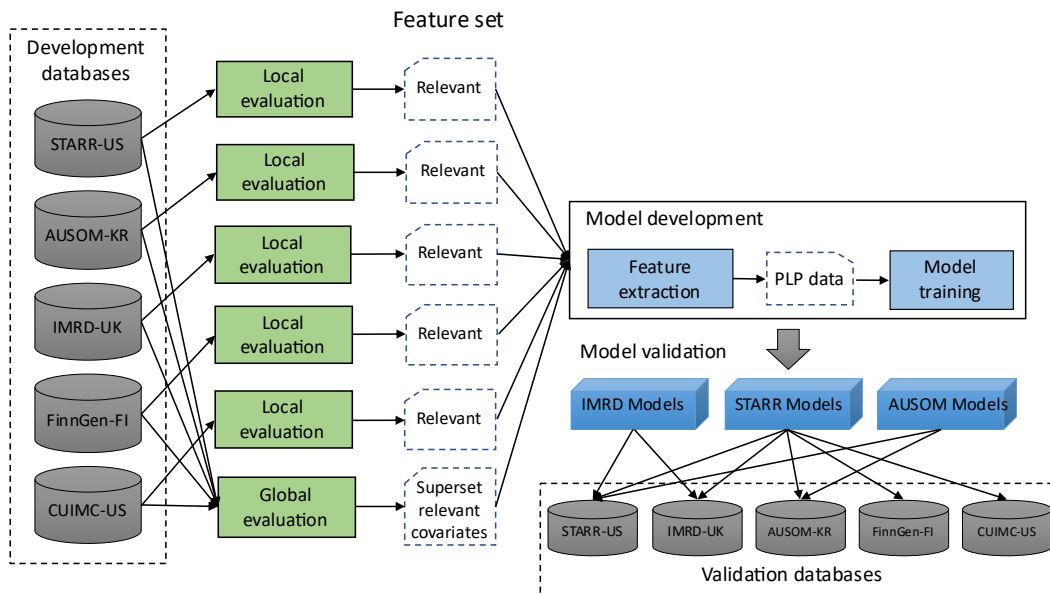 Feature set
Development
databases
STARR-US
AUSOM-KR
IMRD-UK
FinnGen-FI
CUIMC-US
Local
evaluation
Relevant
Local
evaluation
Relevant
Local
evaluation
Relevant
Local
evaluation
Relevant
Local
evaluation
Relevant
Global
evaluation
Superset
relevant
covariates
Model development
Feature
extraction
PLP data
Model
training
Model validation
IMRD Models
STARR Models
AUSOM Models
STARR-US
IMRD-UK
AUSOM-KR
FinnGen-FI
CUIMC-US
Validation databases